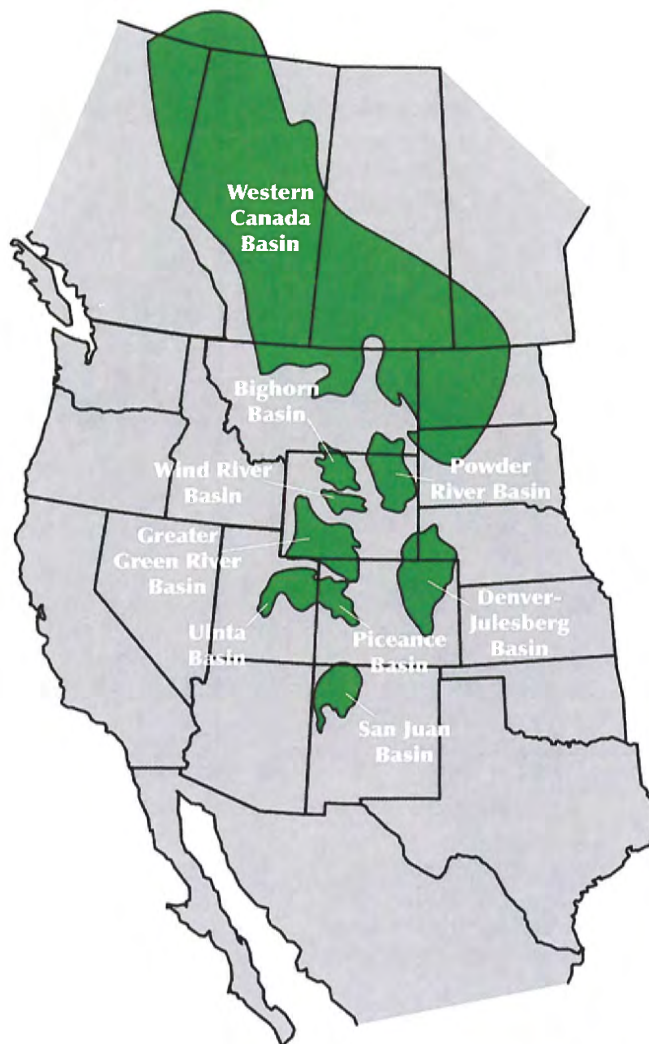 Western
Canada
Basin
Bighorn
Basin
Wind River
Basin
Powder
River Basin
Greater
Green River
Basin
Uinta
Basin
Piceance
Basin
Denver-
Julesberg
Basin
San Juan
Basin